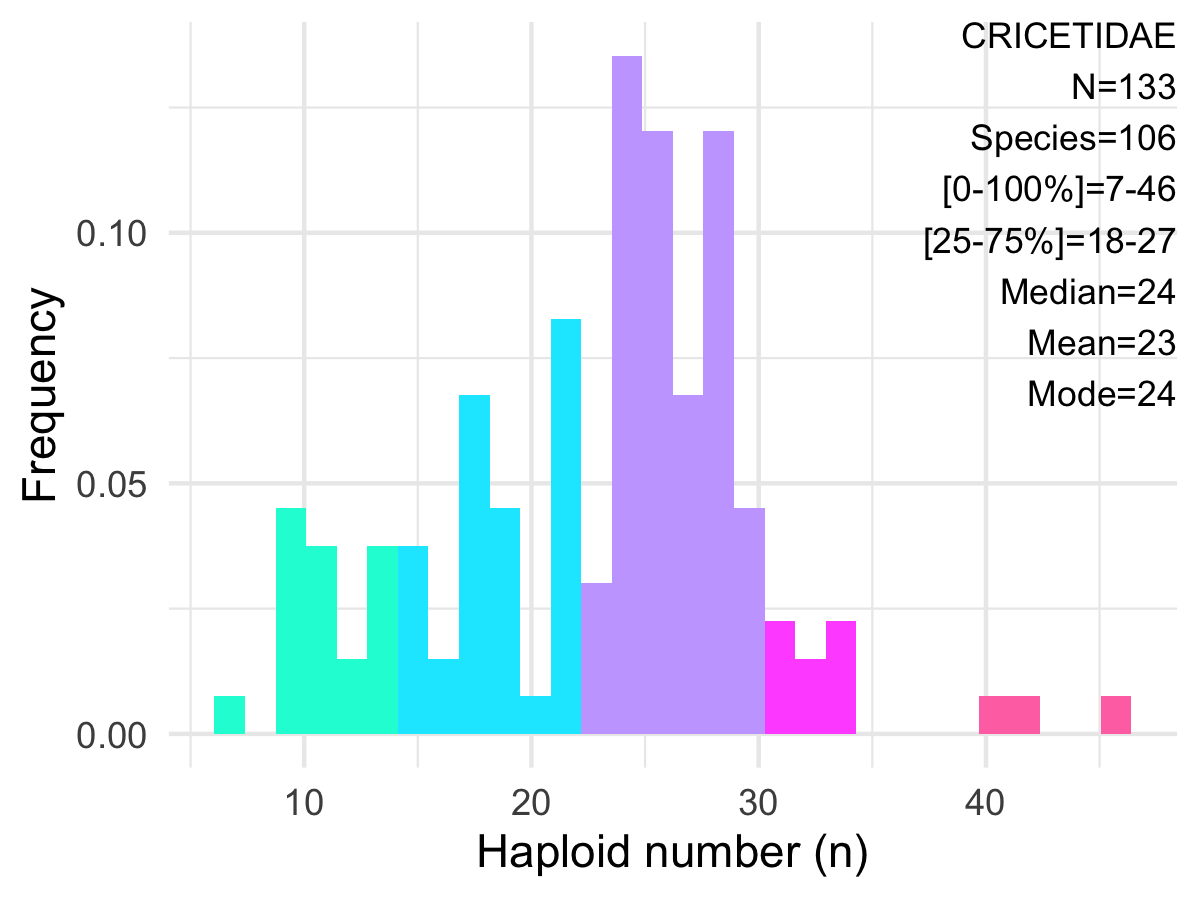 CRICETIDAE
N=133
Species=106
[0-100%]=7-46
[25-75%]=18-27
Median=24
Mean=23
Mode=24
Frequency
0.10
0.05
0.00
10 20 30 40
Haploid number (n)